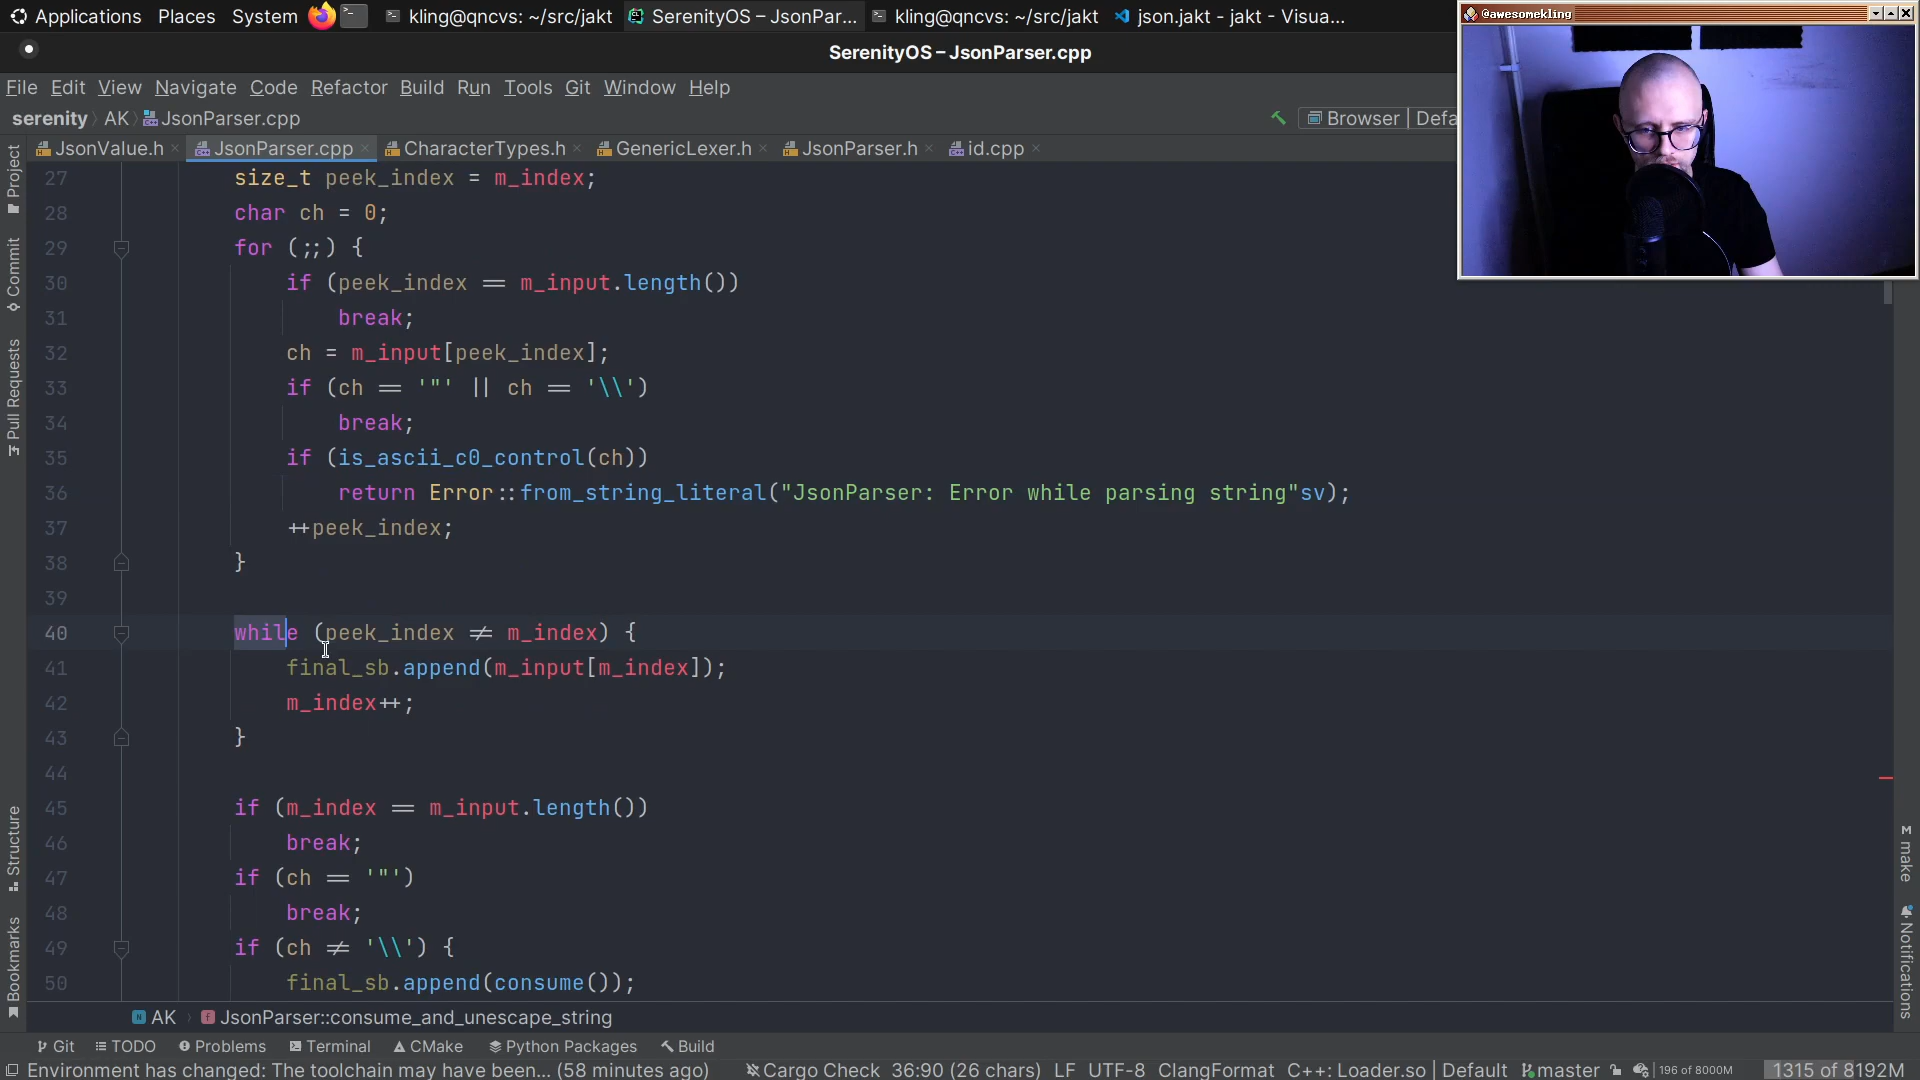 Applications Places System kling@qncvs: ~/src/jakt SerenityOS – JsonPar... kling@qncvs: ~/src/jakt json.jakt - jakt - Visua...
@awesomekling
SerenityOS – JsonParser.cpp
File Edit View Navigate Code Refactor Build Run Tools Git Window Help
serenity AK JsonParser.cpp Browser | Defa
JsonValue.h JsonParser.cpp CharacterTypes.h GenericLexer.h JsonParser.h id.cpp
27 size_t peek_index = m_index;
28 char ch = 0;
29 for (;;) {
30 if (peek_index == m_input.length())
31 break;
32 ch = m_input[peek_index];
33 if (ch == '"' || ch == '\\')
34 break;
35 if (is_ascii_c0_control(ch))
36 return Error::from_string_literal("JsonParser: Error while parsing string"sv);
37 ++peek_index;
38 }
39
40 while (peek_index != m_index) {
41 final_sb.append(m_input[m_index]);
42 m_index++;
43 }
44
45 if (m_index == m_input.length())
46 break;
47 if (ch == '"')
48 break;
49 if (ch != '\\') {
50 final_sb.append(consume());
Project
Commit
Pull Requests
Structure
Bookmarks
M make
Notifications
AK JsonParser::consume_and_unescape_string
Git TODO Problems Terminal CMake Python Packages Build
Environment has changed: The toolchain may have been... (58 minutes ago) Cargo Check 36:90 (26 chars) LF UTF-8 ClangFormat C++: Loader.so | Default master 196 of 8000M 1315 of 8192M